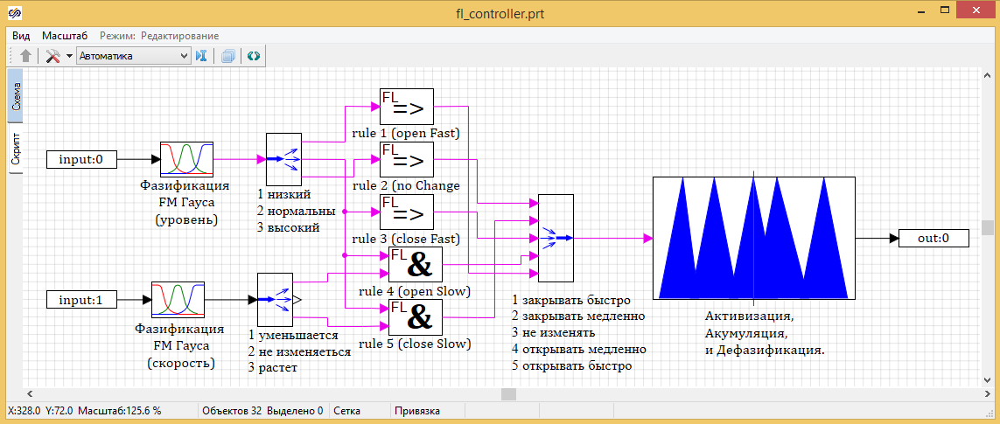 fl_controller.prt
Вид Масштаб Режим: Редактирование
Автоматика
Схема
Скрипт
FL
=>
rule 1 (open Fast)
FL
=>
rule 2 (no Change
FL
=>
rule 3 (close Fast)
FL
&
rule 4 (open Slow)
FL
&
rule 5 (close Slow)
input:0
Фазификация
FM Гауса
(уровень)
1 низкий
2 нормальны
3 высокий
input:1
Фазификация
FM Гауса
(скорость)
1 уменьшается
2 не изменяеться
3 растет
1 закрывать быстро
2 закрывать медленно
3 не изменять
4 открывать медленно
5 открывать быстро
Активизация,
Акумуляция,
и Дефазификация.
out:0
X:328.0 Y:72.0 Масштаб:125.6 % Объектов 32 Выделено 0 Сетка Привязка